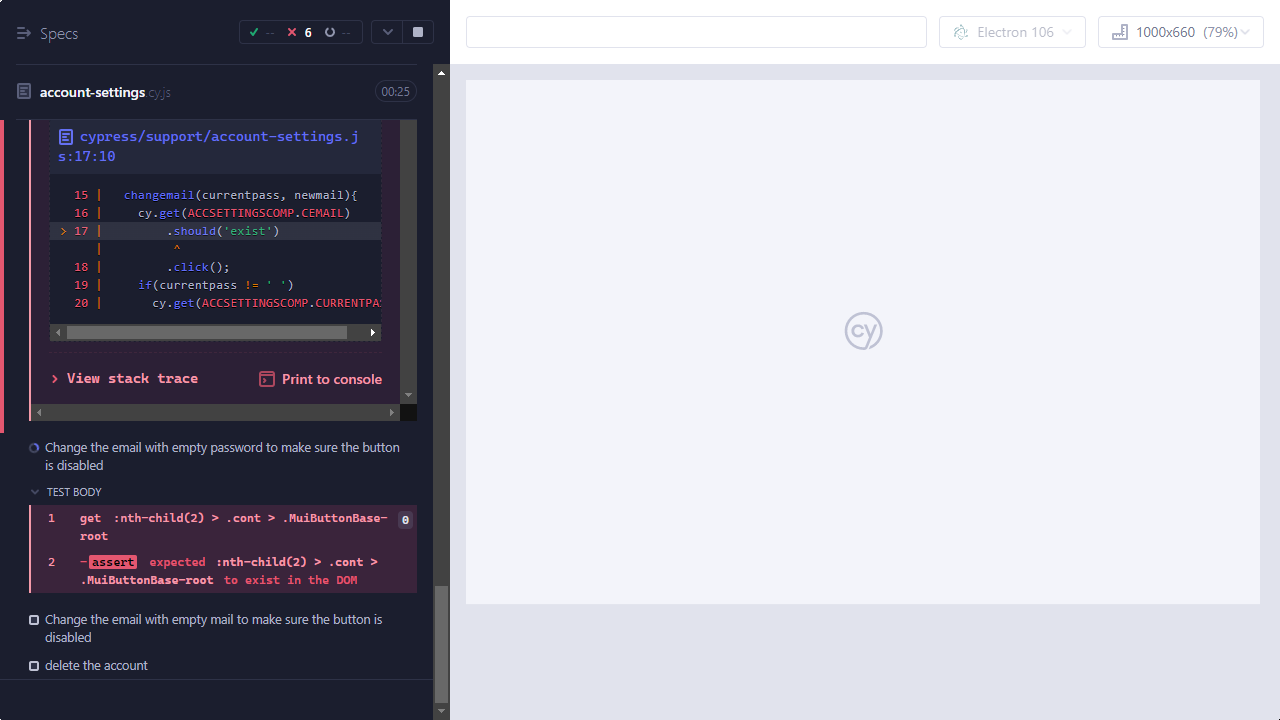 Specs
-- 6 --
Electron 106
1000x660 (79%)
account-settings.cy.js
00:25
cypress/support/account-settings.j
s:17:10
15 | changemail(currentpass, newmail){
16 | cy.get(ACCSETTINGSCOMP.CEMAIL)
> 17 | .should('exist')
| ^
18 | .click();
19 | if(currentpass != ' ')
20 | cy.get(ACCSETTINGSCOMP.CURRENTPAS
> View stack trace
Print to console
Change the email with empty password to make sure the button
is disabled
TEST BODY
1 get :nth-child(2) > .cont > .MuiButtonBase-
root
0
2 -assert expected :nth-child(2) > .cont >
.MuiButtonBase-root to exist in the DOM
Change the email with empty mail to make sure the button is
disabled
delete the account
cy